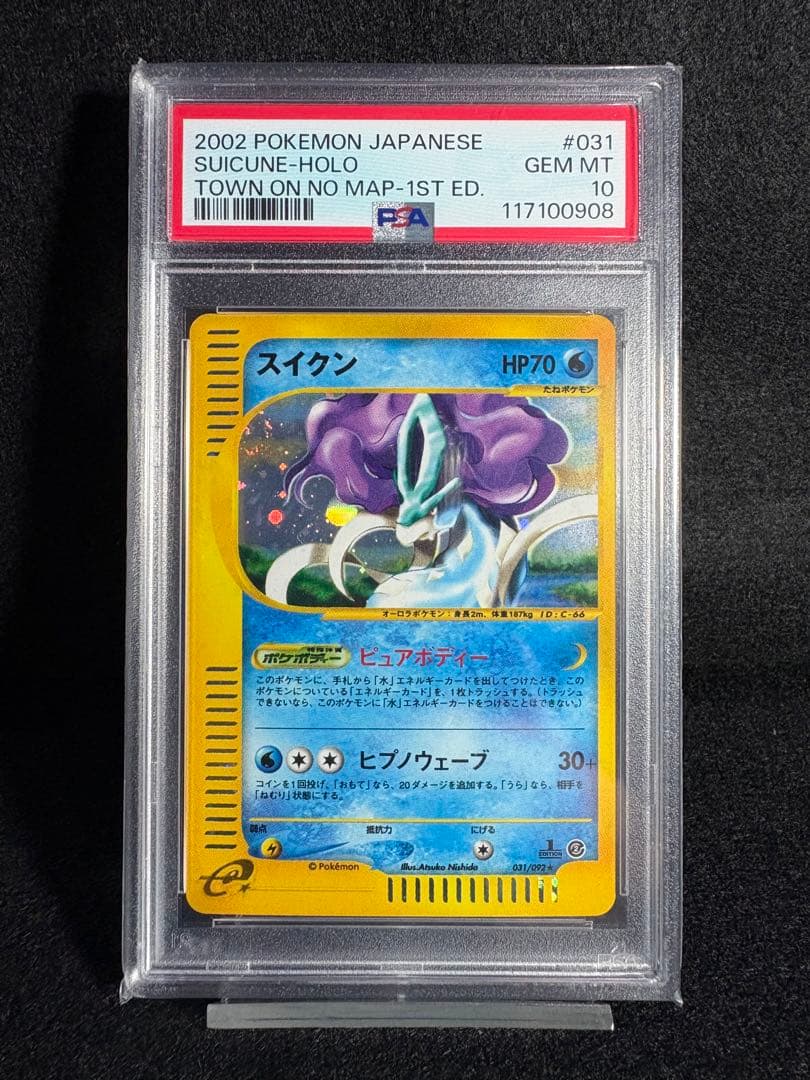 2002 POKEMON JAPANESE #031
SUICUNE-HOLO GEM MT
TOWN ON NO MAP-1ST ED. 10
PSA 117100908
スイクン HP70
たねポケモン
オーロラポケモン：身長2m、体重187kg ID：C-66
特殊体質
ポケボディー ピュアボディー
このポケモンに、手札から「水」エネルギーカードを出してつけたとき、この
ポケモンについている「エネルギーカード」を、1枚トラッシュする。（トラッシュ
できないなら、このポケモンに「水」エネルギーをつけることはできない。）
ヒプノウェーブ 30+
コインを1回投げ、「おもて」なら、20ダメージを追加する。「うら」なら、相手を
「ねむり」状態にする。
弱点 抵抗力 にげる
1
EDITION
©Pokémon Illus.Atsuko Nishida 031/092★
e